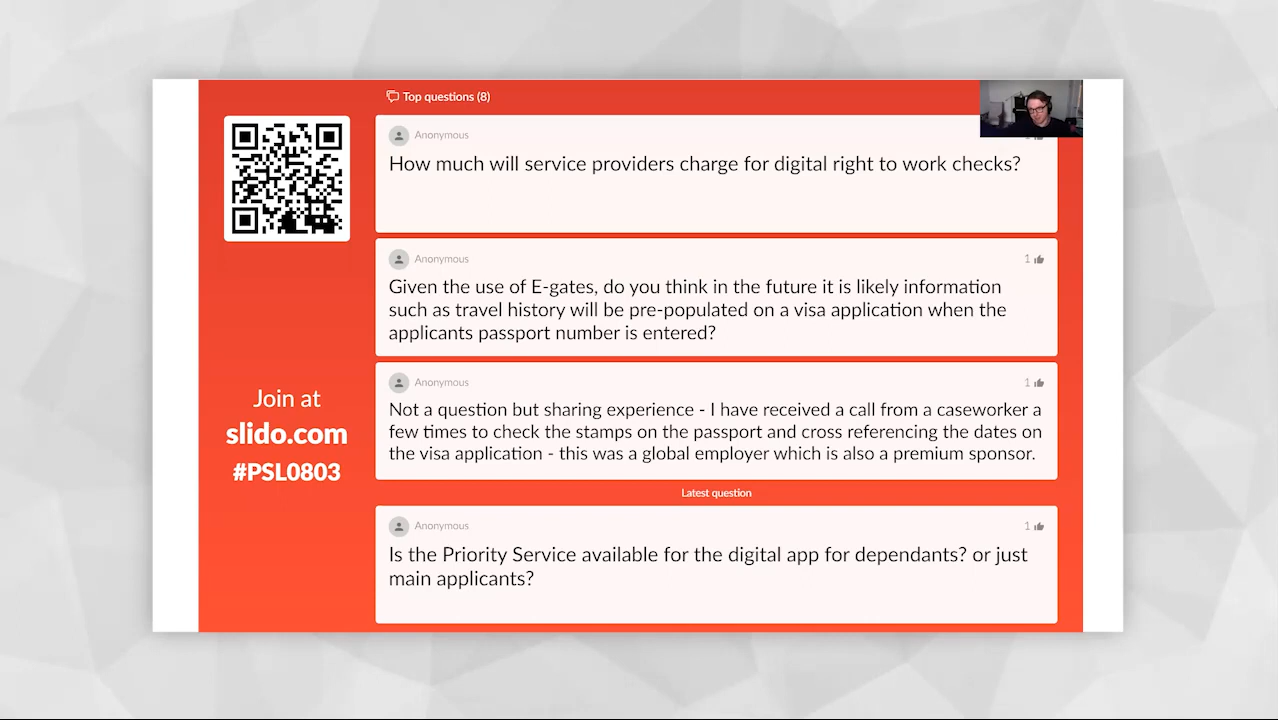 Top questions (8)
Anonymous
How much will service providers charge for digital right to work checks?
Anonymous
1
Given the use of E-gates, do you think in the future it is likely information
such as travel history will be pre-populated on a visa application when the
applicants passport number is entered?
Anonymous
1
Not a question but sharing experience - I have received a call from a caseworker a
few times to check the stamps on the passport and cross referencing the dates on
the visa application - this was a global employer which is also a premium sponsor.
Latest question
Anonymous
1
Is the Priority Service available for the digital app for dependants? or just
main applicants?
Join at
slido.com
#PSL0803